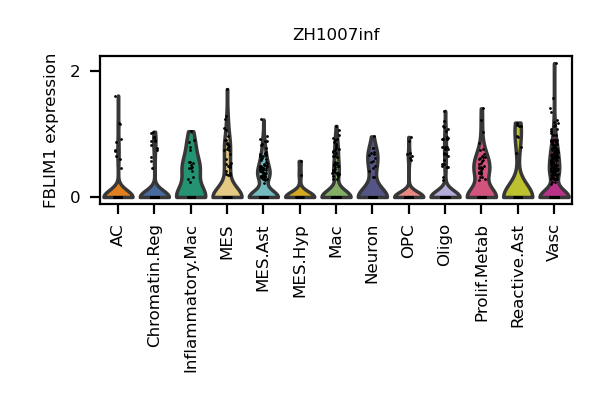 ZH1007inf
FBLIM1 expression
2
0
AC
Chromatin.Reg
Inflammatory.Mac
MES
MES.Ast
MES.Hyp
Mac
Neuron
OPC
Oligo
Prolif.Metab
Reactive.Ast
Vasc